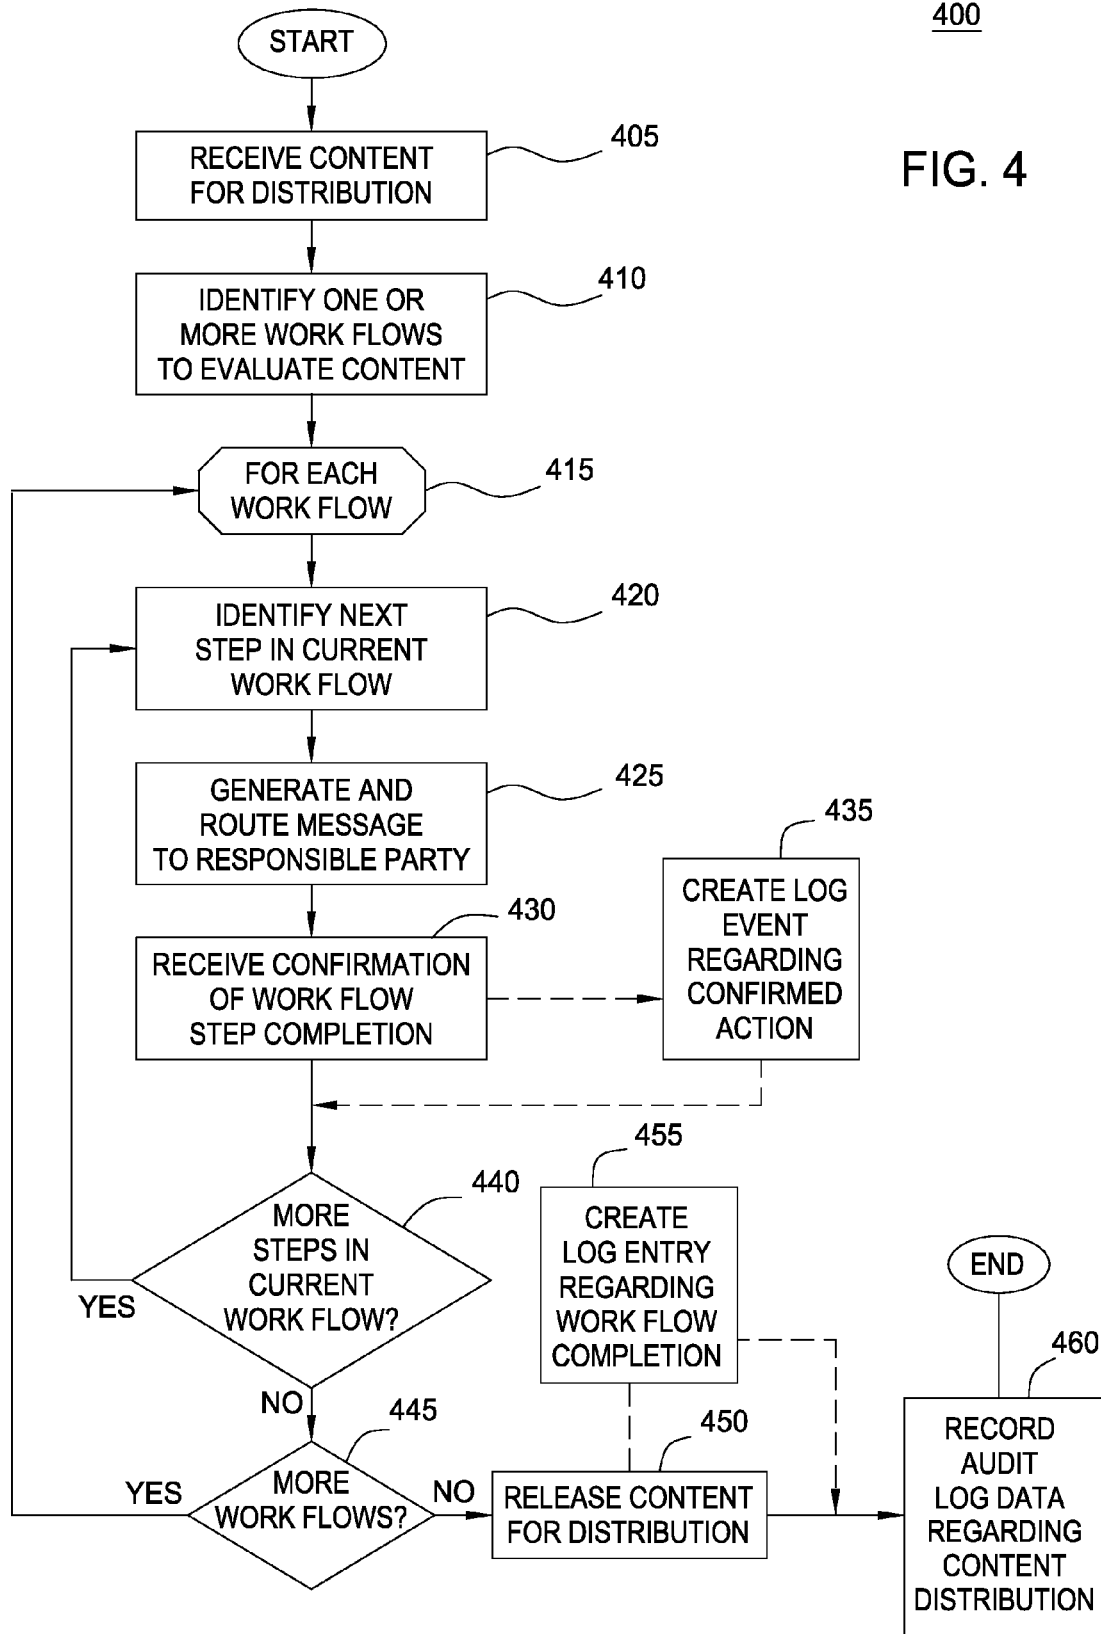 400
START
FIG. 4
405
RECEIVE CONTENT
FOR DISTRIBUTION
410
IDENTIFY ONE OR
MORE WORK FLOWS
TO EVALUATE CONTENT
415
FOR EACH
WORK FLOW
420
IDENTIFY NEXT
STEP IN CURRENT
WORK FLOW
425
GENERATE AND
ROUTE MESSAGE
TO RESPONSIBLE PARTY
430
RECEIVE CONFIRMATION
OF WORK FLOW
STEP COMPLETION
435
CREATE LOG
EVENT
REGARDING
CONFIRMED
ACTION
440
MORE
STEPS IN
CURRENT
WORK FLOW?
YES
NO
445
MORE
WORK FLOWS?
YES
NO
455
CREATE
LOG ENTRY
REGARDING
WORK FLOW
COMPLETION
450
RELEASE CONTENT
FOR DISTRIBUTION
END
460
RECORD
AUDIT
LOG DATA
REGARDING
CONTENT
DISTRIBUTION